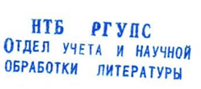 НТБ РГУПС
ОТДЕЛ УЧЕТА И НАУЧНОЙ
ОБРАБОТКИ ЛИТЕРАТУРЫ